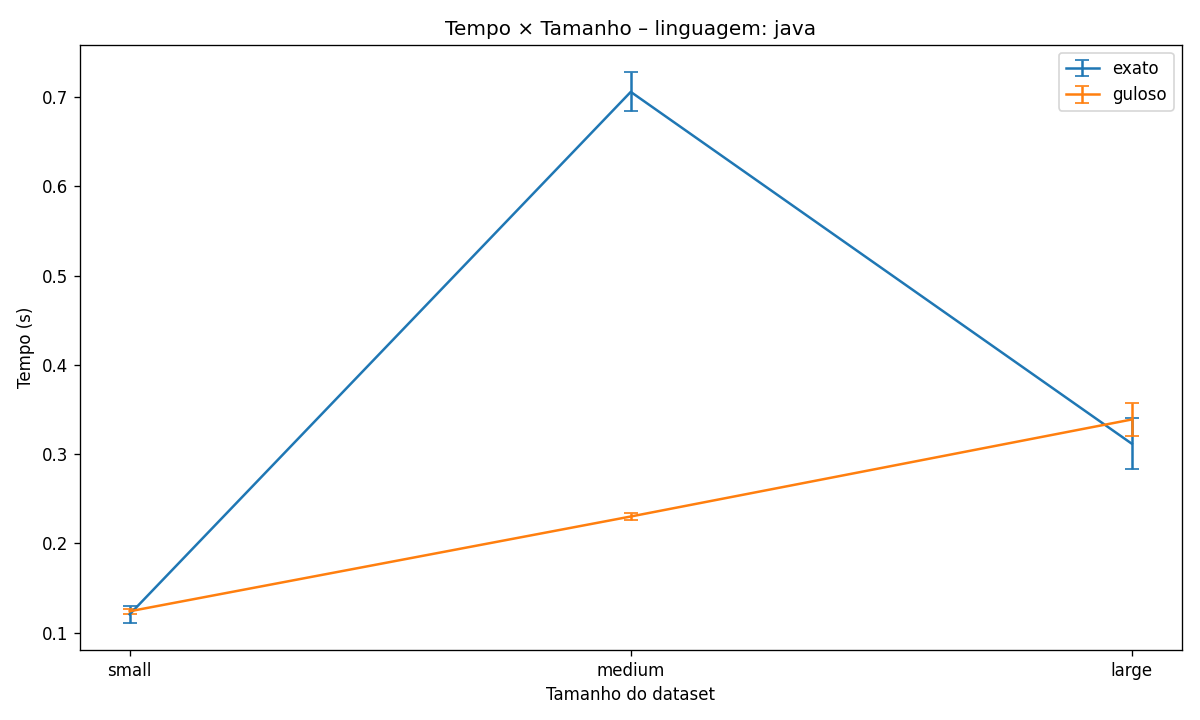 Tempo × Tamanho – linguagem: java
exato
guloso
Tempo (s)
0.7
0.6
0.5
0.4
0.3
0.2
0.1
small
medium
large
Tamanho do dataset